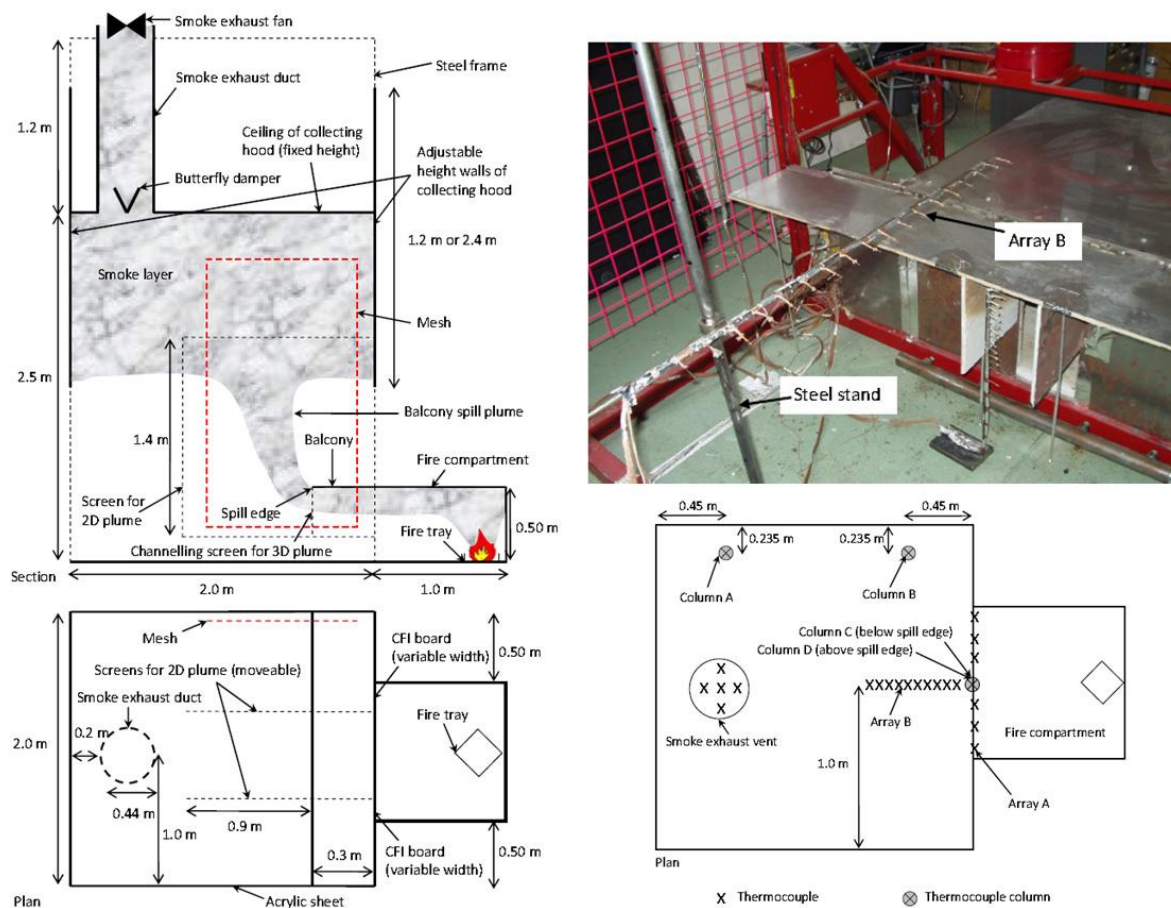 Smoke exhaust fan
Steel frame
Smoke exhaust duct
1.2 m
Ceiling of collecting
hood (fixed height)
Adjustable
height walls of
collecting hood
Butterfly damper
1.2 m or 2.4 m
Smoke layer
Mesh
2.5 m
Balcony spill plume
1.4 m
Balcony
Fire compartment
Screen for
2D plume
Spill edge
0.50 m
Fire tray
Channelling screen for 3D plume
Section
2.0 m
1.0 m
Mesh
CFI board
(variable width)
0.50 m
Screens for 2D plume (moveable)
Smoke exhaust duct
Fire tray
0.2 m
2.0 m
0.44 m
1.0 m
0.9 m
0.3 m
CFI board
(variable width)
0.50 m
Plan
Acrylic sheet
Array B
Steel stand
0.45 m
0.45 m
0.235 m
0.235 m
Column A
Column B
Column C (below spill edge)
Column D (above spill edge)
Array B
Smoke exhaust vent
Fire compartment
1.0 m
Array A
Plan
X Thermocouple
Thermocouple column